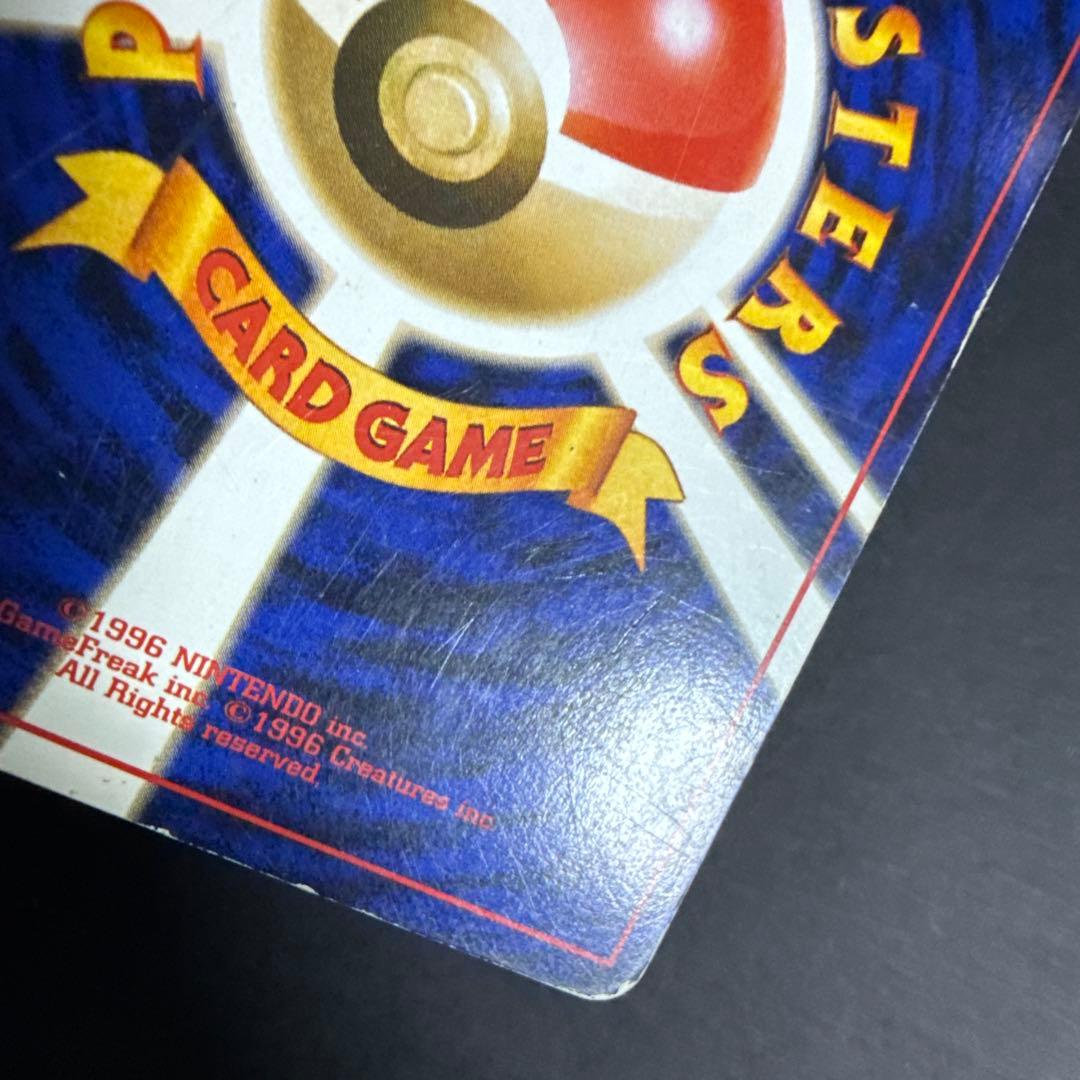 P
STERS
CARD GAME
©1996 NINTENDO inc.
GameFreak inc. ©1996 Creatures inc.
All Rights reserved.